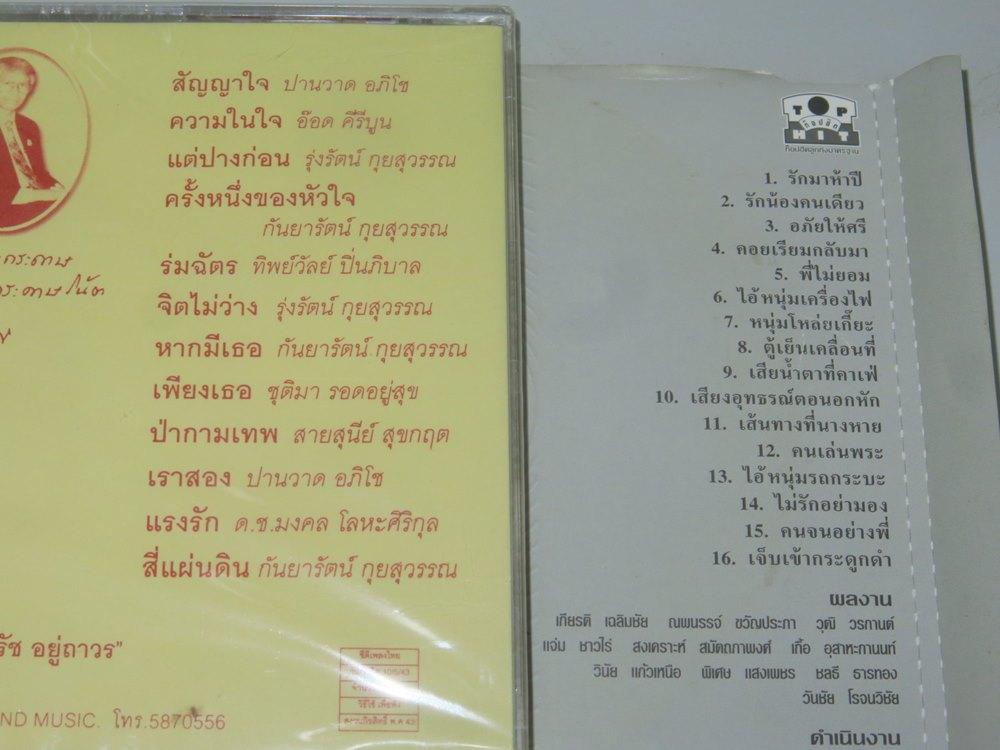 สัญญาใจ ปานวาด อภิโช
ความในใจ อ๊อด คีรีบูน
แต่ปางก่อน รุ่งรัตน์ กุยสุวรรณ
ครั้งหนึ่งของหัวใจ
กันยารัตน์ กุยสุวรรณ
ร่มฉัตร ทิพย์วัลย์ ปิ่นภิบาล
จิตไม่ว่าง รุ่งรัตน์ กุยสุวรรณ
หากมีเธอ กันยารัตน์ กุยสุวรรณ
เพียงเธอ ชุติมา รอดอยู่สุข
ป่ากามเทพ สายสุนีย์ สุขกฤต
เราสอง ปานวาด อภิโช
แรงรัก ด.ช.มงคล โลหะศิริกุล
สี่แผ่นดิน กันยารัตน์ กุยสุวรรณ
รัช อยู่ถาวร"
ND MUSIC. โทร.5870556
ซีดีเพลงไทย
TOP
ท็อปฮิต
HIT
ท็อปฮิตลูกทุ่งมาตรฐาน
1. รักมาห้าปี
2. รักน้องคนเดียว
3. อภัยให้ศรี
4. คอยเรียมกลับมา
5. พี่ไม่ยอม
6. ไอ้หนุ่มเครื่องไฟ
7. หนุ่มโหล่ยเกี๊ยะ
8. ตู้เย็นเคลื่อนที่
9. เสียน้ำตาที่คาเฟ่
10. เสียงอุทธรณ์ตอนอกหัก
11. เส้นทางที่นางหาย
12. คนเล่นพระ
13. ไอ้หนุ่มรถกระบะ
14. ไม่รักอย่ามอง
15. คนจนอย่างพี่
16. เจ็บเข้ากระดูกดำ
ผลงาน
เกียรติ เฉลิมชัย ณพนรรจ์ ขวัญประภา วุฒิ วรกานต์
แจ่ม ชาวไร่ สงเคราะห์ สมัตถภาพงศ์ เกื้อ อุสาหะกานนท์
วินัย แก้วเหนือ พิเศษ แสงเพชร ชลธี ธารทอง
วันชัย โรจนวิชัย
ดำเนินงาน